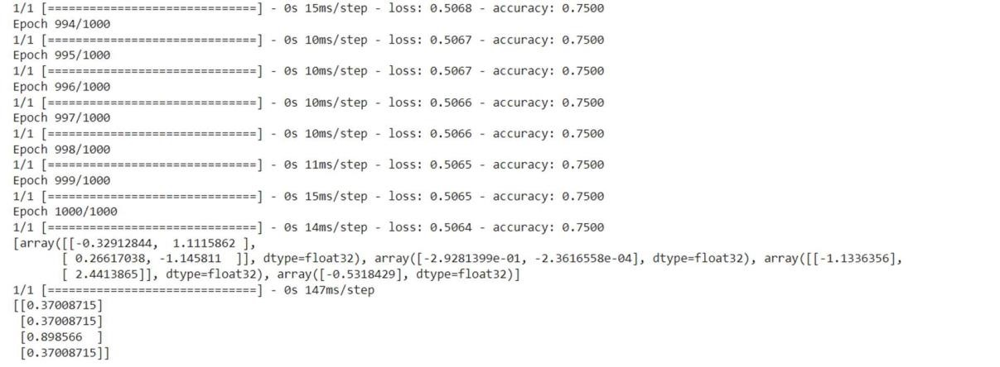 1/1 [==============================] - 0s 15ms/step - loss: 0.5068 - accuracy: 0.7500
Epoch 994/1000
1/1 [==============================] - 0s 10ms/step - loss: 0.5067 - accuracy: 0.7500
Epoch 995/1000
1/1 [==============================] - 0s 10ms/step - loss: 0.5067 - accuracy: 0.7500
Epoch 996/1000
1/1 [==============================] - 0s 10ms/step - loss: 0.5066 - accuracy: 0.7500
Epoch 997/1000
1/1 [==============================] - 0s 10ms/step - loss: 0.5066 - accuracy: 0.7500
Epoch 998/1000
1/1 [==============================] - 0s 11ms/step - loss: 0.5065 - accuracy: 0.7500
Epoch 999/1000
1/1 [==============================] - 0s 15ms/step - loss: 0.5065 - accuracy: 0.7500
Epoch 1000/1000
1/1 [==============================] - 0s 14ms/step - loss: 0.5064 - accuracy: 0.7500
[array([[-0.32912844,  1.1115862 ],
       [ 0.26617038, -1.145811  ]], dtype=float32), array([-2.9281399e-01, -2.3616558e-04], dtype=float32), array([[-1.1336356],
       [ 2.4413865]], dtype=float32), array([-0.5318429], dtype=float32)]
1/1 [==============================] - 0s 147ms/step
[[0.37008715]
 [0.37008715]
 [0.898566  ]
 [0.37008715]]